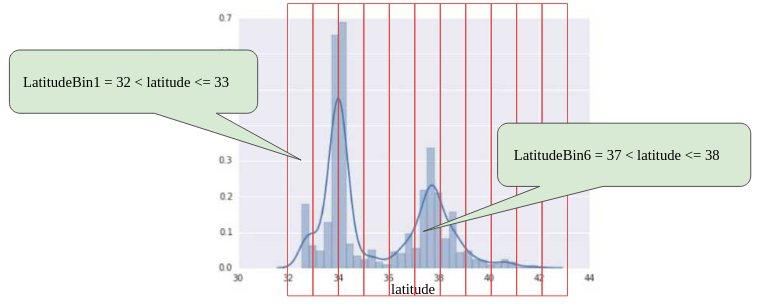 0.7
LatitudeBin1 = 32 < latitude <= 33
LatitudeBin6 = 37 < latitude <= 38
0.3
0.2
0.1
0.0
30 32 34 36 38 40 42 44
latitude